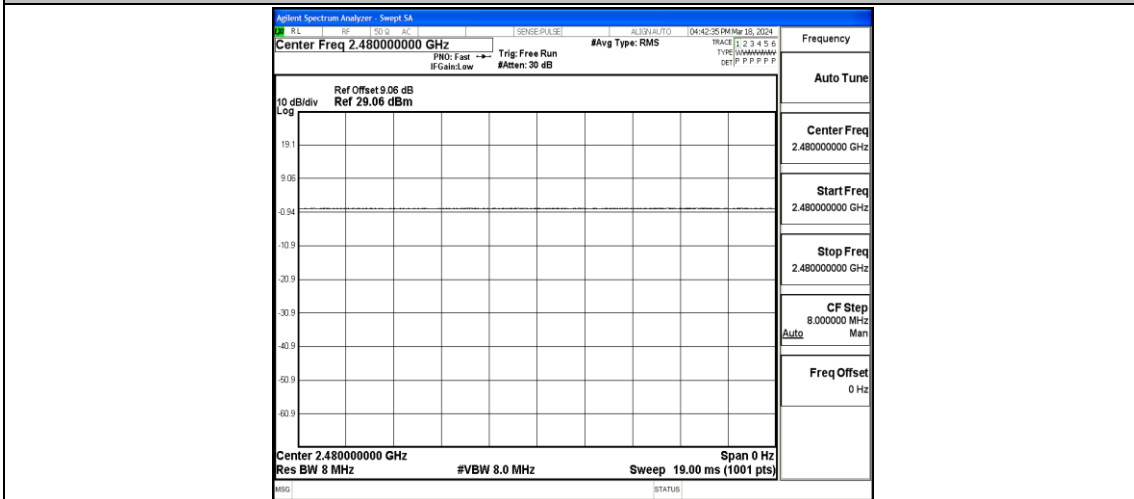 Agilent Spectrum Analyzer - Swept SA
RL RF 50 Ω AC SENSE:PULSE ALIGN AUTO 04:42:35 PM Mar 18, 2024
Center Freq 2.480000000 GHz #Avg Type: RMS TRACE 1 2 3 4 5 6
PNO: Fast Trig: Free Run TYPE
IFGain:Low #Atten: 30 dB DET P P P P P P
Ref Offset 9.06 dB
10 dB/div Ref 29.06 dBm
Log
19.1
9.06
-0.94
-10.9
-20.9
-30.9
-40.9
-50.9
-60.9
Center 2.480000000 GHz Span 0 Hz
Res BW 8 MHz #VBW 8.0 MHz Sweep 19.00 ms (1001 pts)
MSG STATUS
Frequency
Auto Tune
Center Freq
2.480000000 GHz
Start Freq
2.480000000 GHz
Stop Freq
2.480000000 GHz
CF Step
8.000000 MHz
Auto Man
Freq Offset
0 Hz